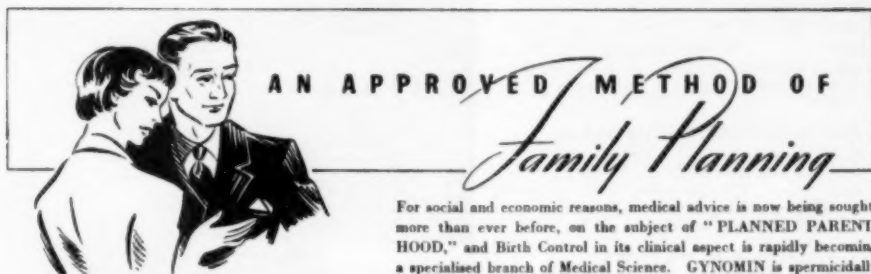 AN APPROVED METHOD OF
Family Planning
For social and economic reasons, medical advice is now being sought
more than ever before, on the subject of "PLANNED PARENT
HOOD," and Birth Control in its clinical aspect is rapidly becomin
a specialised branch of Medical Science. GYNOMIN is spermicidall